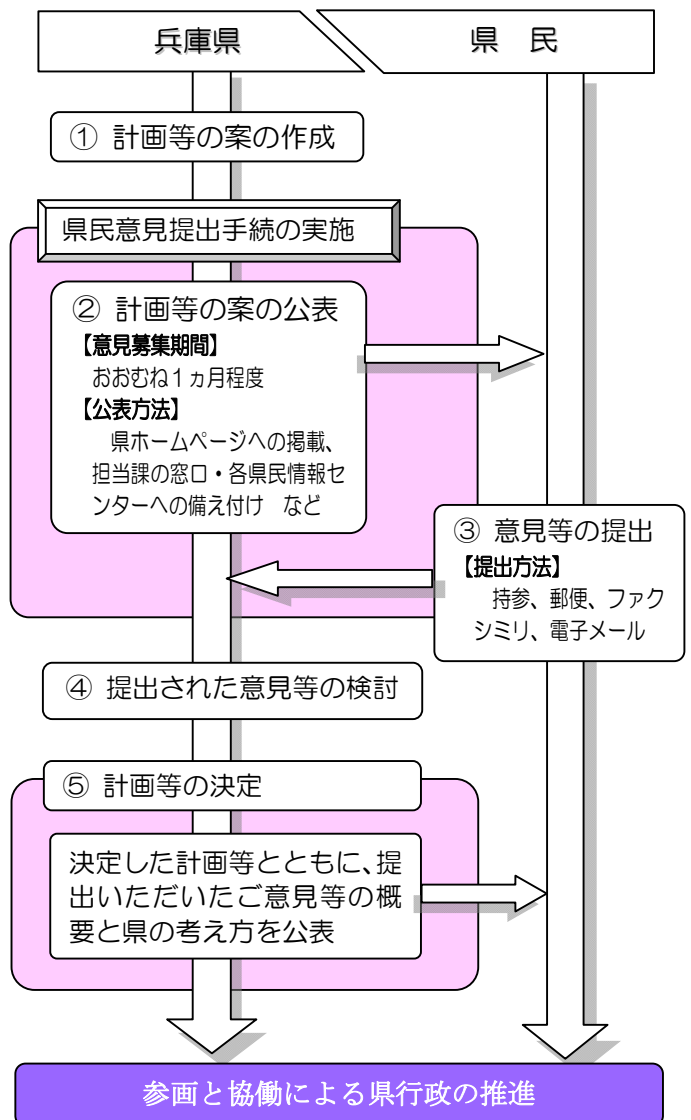 兵庫県
県 民
① 計画等の案の作成
県民意見提出手続の実施
② 計画等の案の公表
【意見募集期間】
おおむね1ヵ月程度
【公表方法】
県ホームページへの掲載、
担当課の窓口・各県民情報セ
ンターへの備え付け など
③ 意見等の提出
【提出方法】
持参、郵便、ファク
シミリ、電子メール
④ 提出された意見等の検討
⑤ 計画等の決定
決定した計画等とともに、提
出いただいたご意見等の概
要と県の考え方を公表
参画と協働による県行政の推進